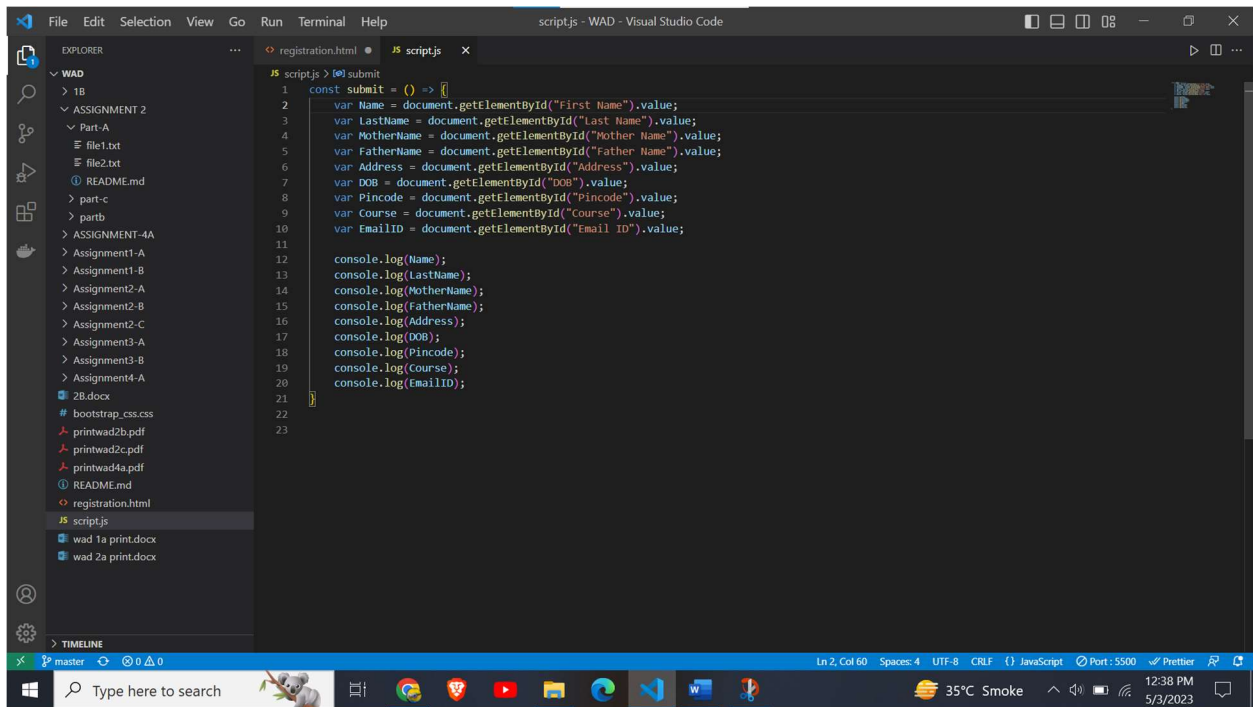 File Edit Selection View Go Run Terminal Help
script.js - WAD - Visual Studio Code
EXPLORER
registration.html
JS script.js
WAD
1B
ASSIGNMENT 2
Part-A
file1.txt
file2.txt
README.md
part-c
partb
ASSIGNMENT-4A
Assignment1-A
Assignment1-B
Assignment2-A
Assignment2-B
Assignment2-C
Assignment3-A
Assignment3-B
Assignment4-A
2B.docx
# bootstrap_css.css
printwad2b.pdf
printwad2c.pdf
printwad4a.pdf
README.md
registration.html
JS script.js
wad 1a print.docx
wad 2a print.docx
TIMELINE
JS script.js > submit
1 const submit = () => {
2 var Name = document.getElementById("First Name").value;
3 var LastName = document.getElementById("Last Name").value;
4 var MotherName = document.getElementById("Mother Name").value;
5 var FatherName = document.getElementById("Father Name").value;
6 var Address = document.getElementById("Address").value;
7 var DOB = document.getElementById("DOB").value;
8 var Pincode = document.getElementById("Pincode").value;
9 var Course = document.getElementById("Course").value;
10 var EmailID = document.getElementById("Email ID").value;
11
12 console.log(Name);
13 console.log(LastName);
14 console.log(MotherName);
15 console.log(FatherName);
16 console.log(Address);
17 console.log(DOB);
18 console.log(Pincode);
19 console.log(Course);
20 console.log(EmailID);
21 }
22
23
1
master 0 0 Ln 2, Col 60 Spaces: 4 UTF-8 CRLF {} JavaScript Port : 5500 Prettier
Type here to search
35°C Smoke
12:38 PM
5/3/2023